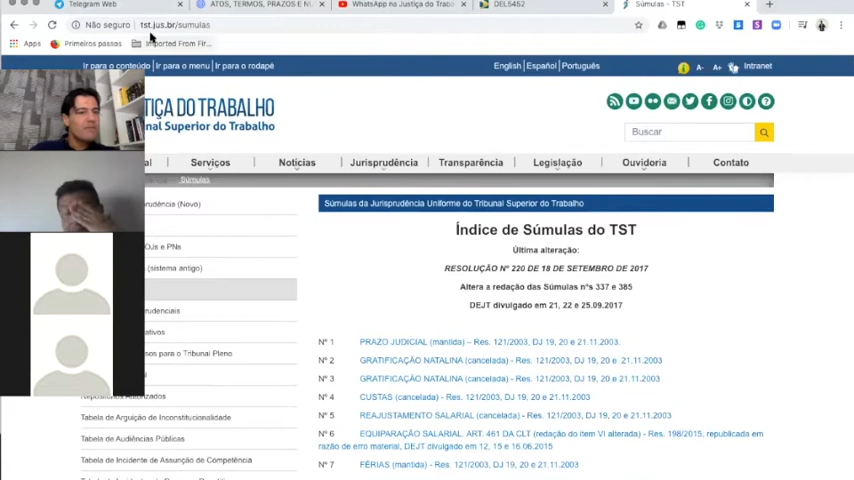 Telegram Web
ATOS, TERMOS, PRAZOS E NU
WhatsApp na Justiça do Traba
DEL5452
Súmulas - TST
Não seguro
tst.jus.br/sumulas
Apps
Primeiros passos
Imported From Fir...
Ir para o conteúdo
Ir para o menu
Ir para o rodapé
English
Español
Português
A-
A+
Intranet
TIÇA DO TRABALHO
nal Superior do Trabalho
Buscar
Serviços
Notícias
Jurisprudência
Transparência
Legislação
Ouvidoria
Contato
Súmulas
prudência (Novo)
OJs e PNs
(sistema antigo)
Súmulas da Jurisprudência Uniforme do Tribunal Superior do Trabalho
Índice de Súmulas do TST
Última alteração:
RESOLUÇÃO Nº 220 DE 18 DE SETEMBRO DE 2017
Altera a redação das Súmulas nºs 337 e 385
DEJT divulgado em 21, 22 e 25.09.2017
Nº 1 PRAZO JUDICIAL (mantida) – Res. 121/2003, DJ 19, 20 e 21.11.2003.
Nº 2 GRATIFICAÇÃO NATALINA (cancelada) - Res. 121/2003, DJ 19, 20 e 21.11.2003
Nº 3 GRATIFICAÇÃO NATALINA (cancelada) - Res. 121/2003, DJ 19, 20 e 21.11.2003
Nº 4 CUSTAS (cancelada) - Res. 121/2003, DJ 19, 20 e 21.11.2003
Nº 5 REAJUSTAMENTO SALARIAL (cancelada) - Res. 121/2003, DJ 19, 20 e 21.11.2003
Nº 6 EQUIPARAÇÃO SALARIAL. ART. 461 DA CLT (redação do item VI alterada) - Res. 198/2015, republicada em
razão de erro material, DEJT divulgado em 12, 15 e 16.06.2015
Nº 7 FÉRIAS (mantida) - Res. 121/2003, DJ 19, 20 e 21.11.2003
udenciais
ativos
sos para o Tribunal Pleno
Tabela de Arguição de Inconstitucionalidade
Tabela de Audiências Públicas
Tabela de Incidente de Assunção de Competência